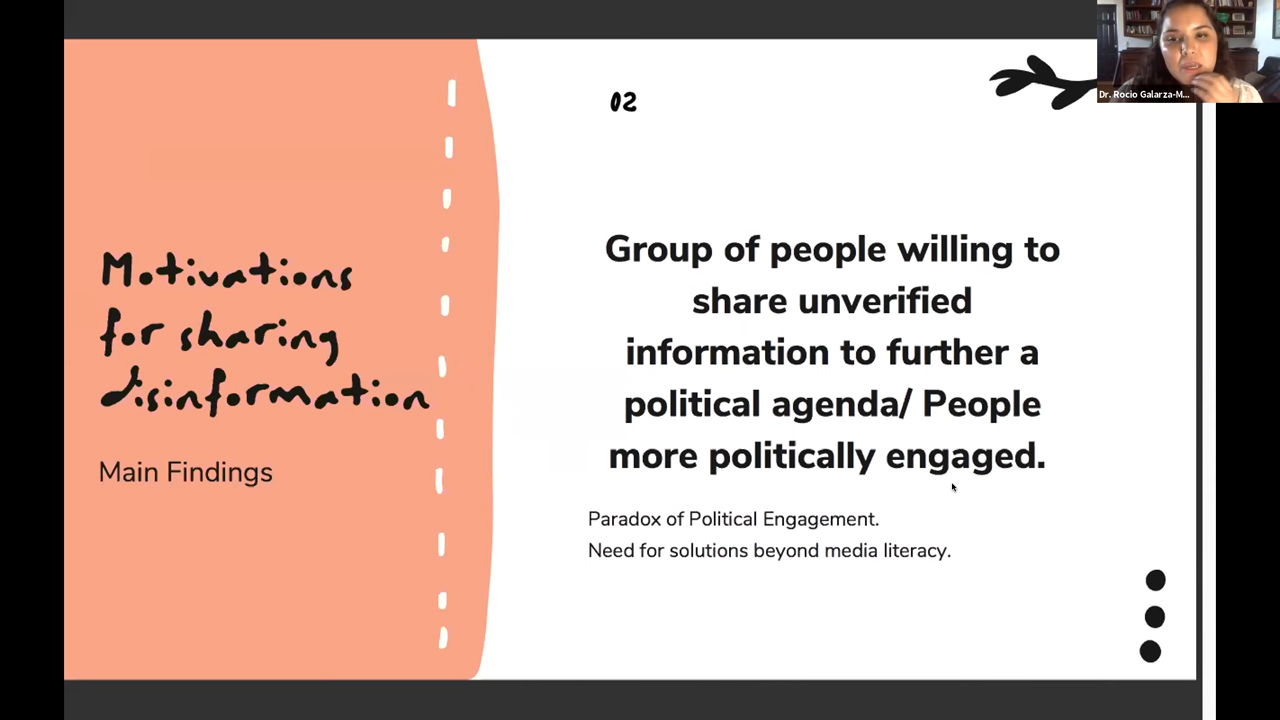 Dr. Rocio Galarza-M...
02
Motivations
for sharing
disinformation
Main Findings
Group of people willing to
share unverified
information to further a
political agenda/ People
more politically engaged.
Paradox of Political Engagement.
Need for solutions beyond media literacy.